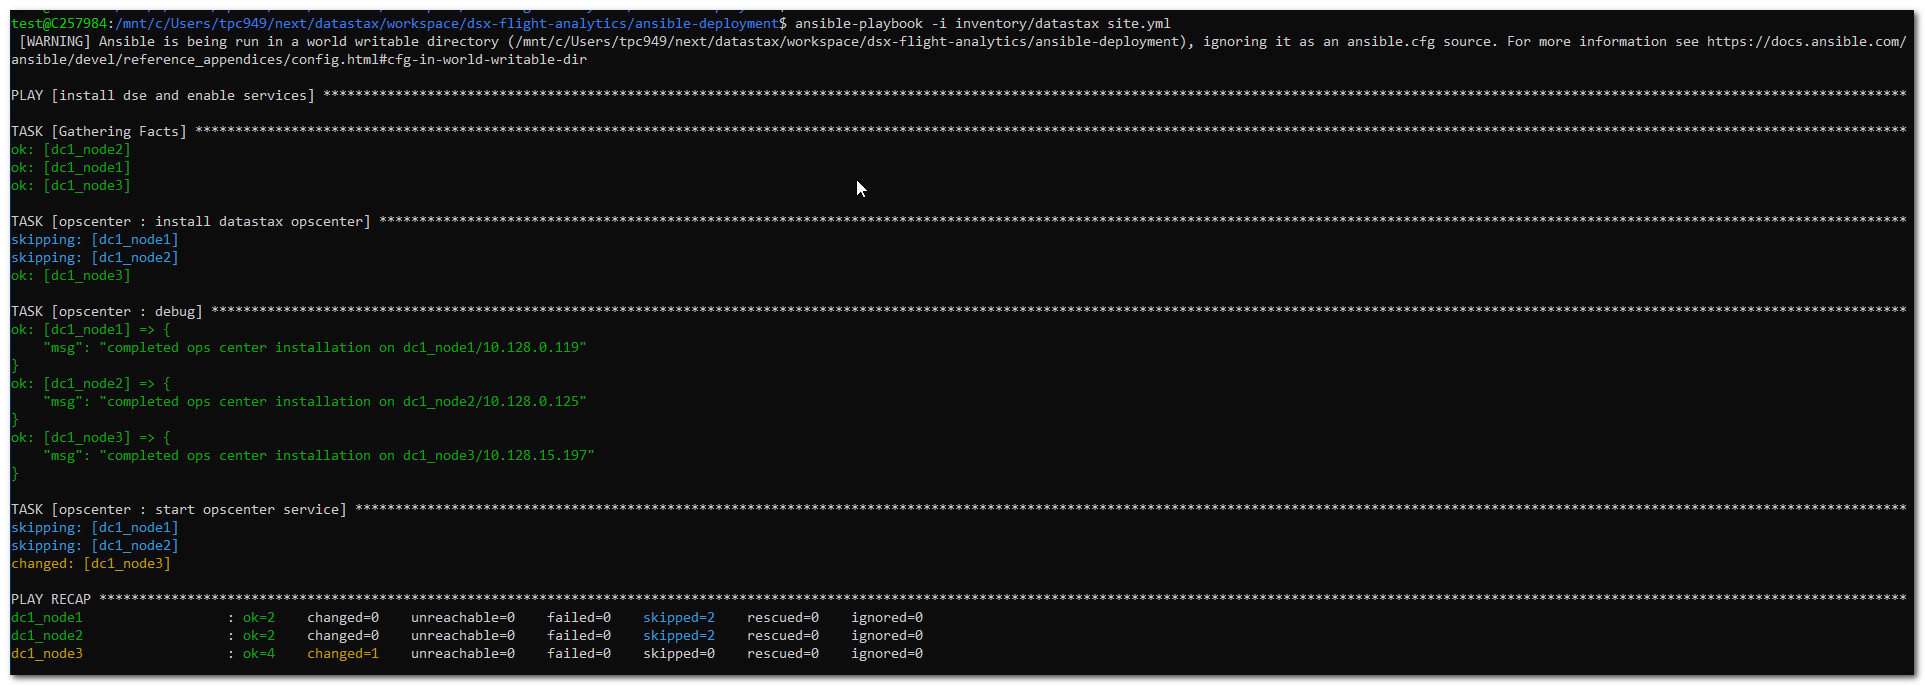 test@C257984:/mnt/c/Users/tpc949/next/datastax/workspace/dsx-flight-analytics/ansible-deployment$ ansible-playbook -i inventory/datastax site.yml
[WARNING] Ansible is being run in a world writable directory (/mnt/c/Users/tpc949/next/datastax/workspace/dsx-flight-analytics/ansible-deployment), ignoring it as an ansible.cfg source. For more information see https://docs.ansible.com/
ansible/devel/reference_appendices/config.html#cfg-in-world-writable-dir
PLAY [install dse and enable services] ******************************************************************************************************************************************************************************************************
TASK [Gathering Facts] **********************************************************************************************************************************************************************************************************************
ok: [dc1_node2]
ok: [dc1_node1]
ok: [dc1_node3]
TASK [opscenter : install datastax opscenter] ***********************************************************************************************************************************************************************************************
skipping: [dc1_node1]
skipping: [dc1_node2]
ok: [dc1_node3]
TASK [opscenter : debug] ********************************************************************************************************************************************************************************************************************
ok: [dc1_node1] => {
    "msg": "completed ops center installation on dc1_node1/10.128.0.119"
}
ok: [dc1_node2] => {
    "msg": "completed ops center installation on dc1_node2/10.128.0.125"
}
ok: [dc1_node3] => {
    "msg": "completed ops center installation on dc1_node3/10.128.15.197"
}
TASK [opscenter : start opscenter service] **************************************************************************************************************************************************************************************************
skipping: [dc1_node1]
skipping: [dc1_node2]
changed: [dc1_node3]
PLAY RECAP **********************************************************************************************************************************************************************************************************************************
dc1_node1                  : ok=2    changed=0    unreachable=0    failed=0    skipped=2    rescued=0    ignored=0
dc1_node2                  : ok=2    changed=0    unreachable=0    failed=0    skipped=2    rescued=0    ignored=0
dc1_node3                  : ok=4    changed=1    unreachable=0    failed=0    skipped=0    rescued=0    ignored=0